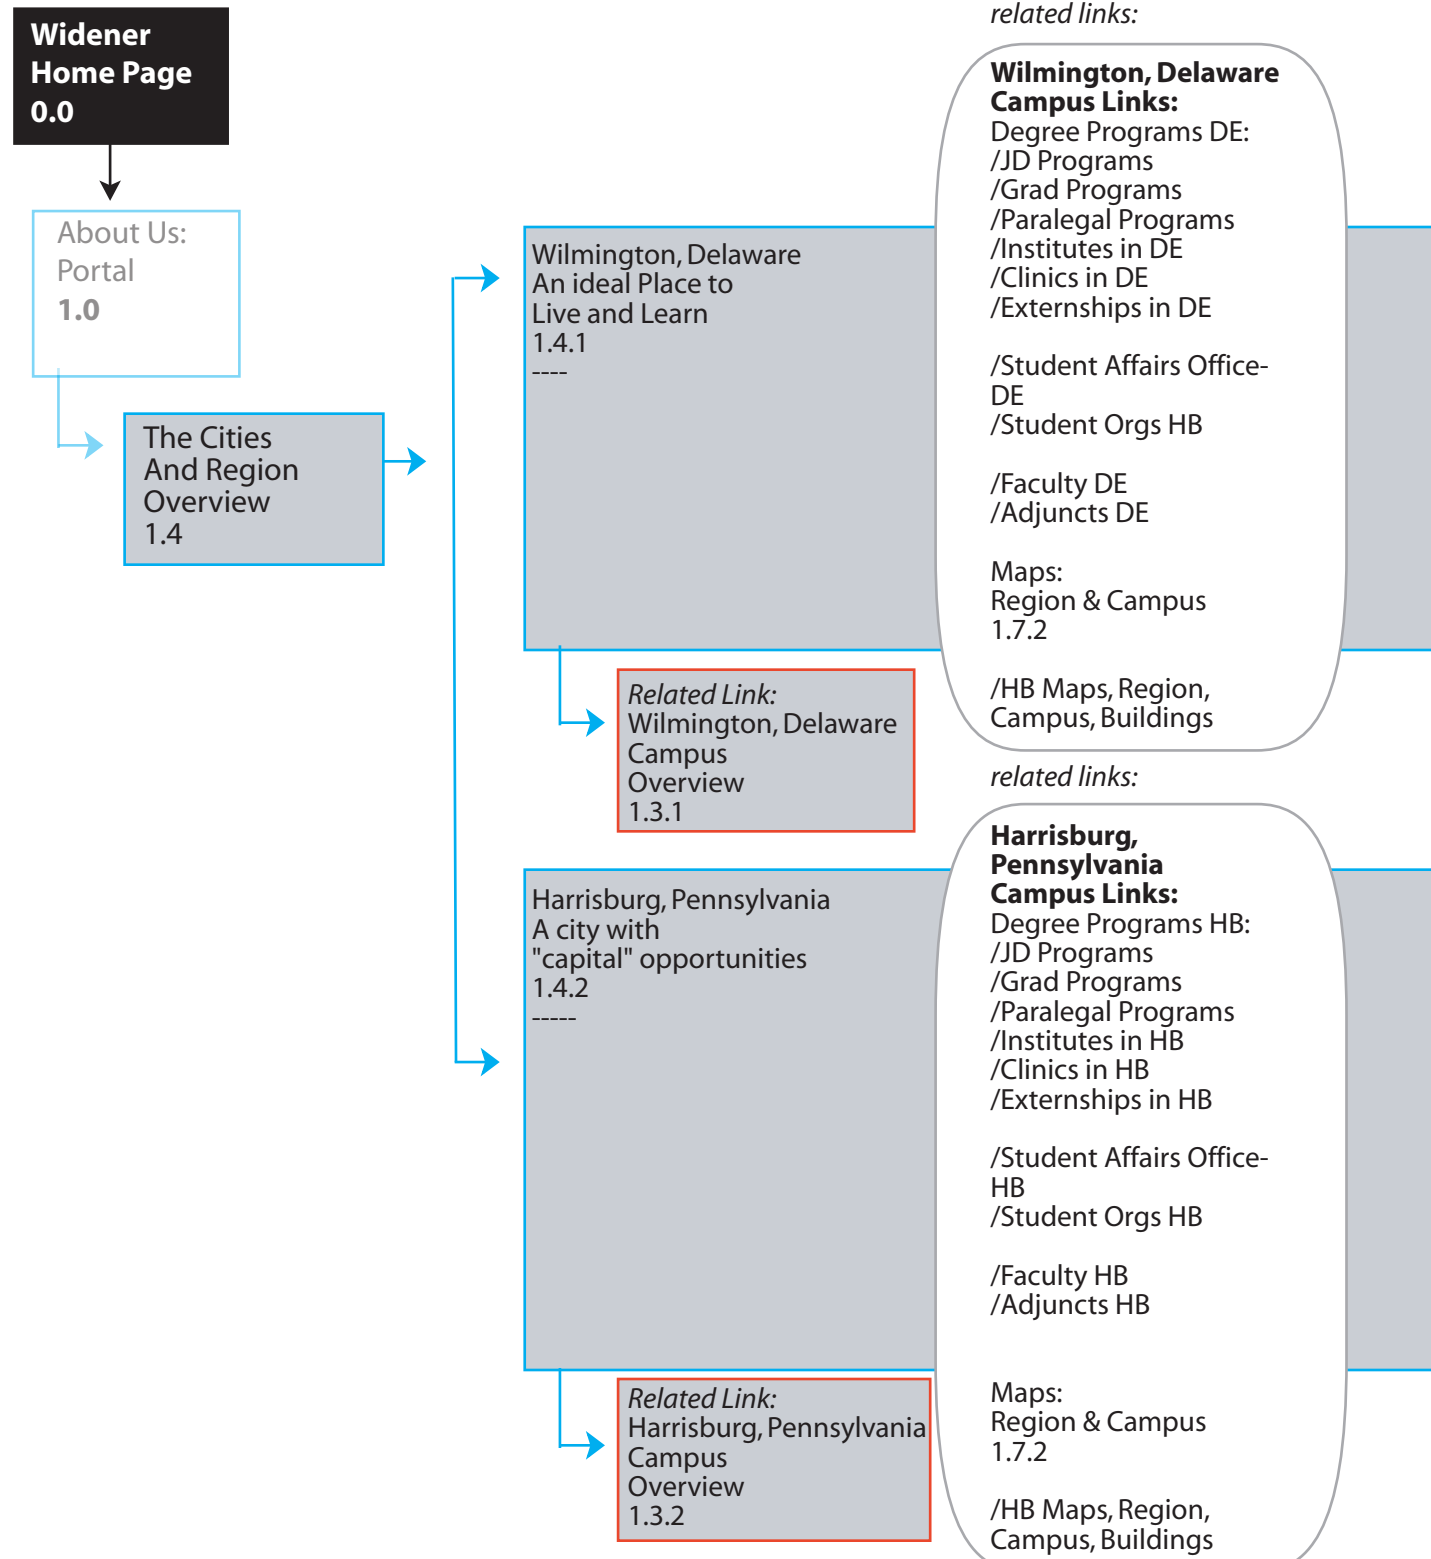 Widener
Home Page
0.0
About Us:
Portal
1.0
The Cities
And Region
Overview
1.4
Wilmington, Delaware
An ideal Place to
Live and Learn
1.4.1
----
Related Link:
Wilmington, Delaware
Campus
Overview
1.3.1
related links:
Wilmington, Delaware
Campus Links:
Degree Programs DE:
/JD Programs
/Grad Programs
/Paralegal Programs
/Institutes in DE
/Clinics in DE
/Externships in DE
/Student Affairs Office-
DE
/Student Orgs HB
/Faculty DE
/Adjuncts DE
Maps:
Region & Campus
1.7.2
/HB Maps, Region,
Campus, Buildings
Harrisburg, Pennsylvania
A city with
"capital" opportunities
1.4.2
-----
Related Link:
Harrisburg, Pennsylvania
Campus
Overview
1.3.2
related links:
Harrisburg,
Pennsylvania
Campus Links:
Degree Programs HB:
/JD Programs
/Grad Programs
/Paralegal Programs
/Institutes in HB
/Clinics in HB
/Externships in HB
/Student Affairs Office-
HB
/Student Orgs HB
/Faculty HB
/Adjuncts HB
Maps:
Region & Campus
1.7.2
/HB Maps, Region,
Campus, Buildings